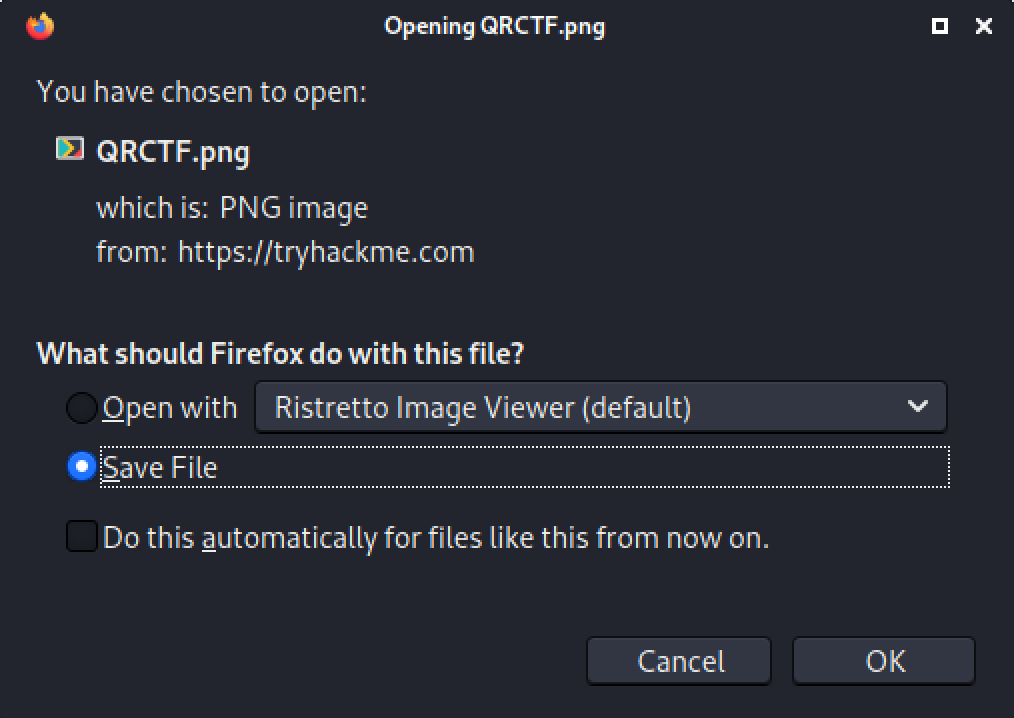 Opening QRCTF.png
You have chosen to open:
QRCTF.png
which is: PNG image
from: https://tryhackme.com
What should Firefox do with this file?
Open with Ristretto Image Viewer (default)
Save File
Do this automatically for files like this from now on.
Cancel OK